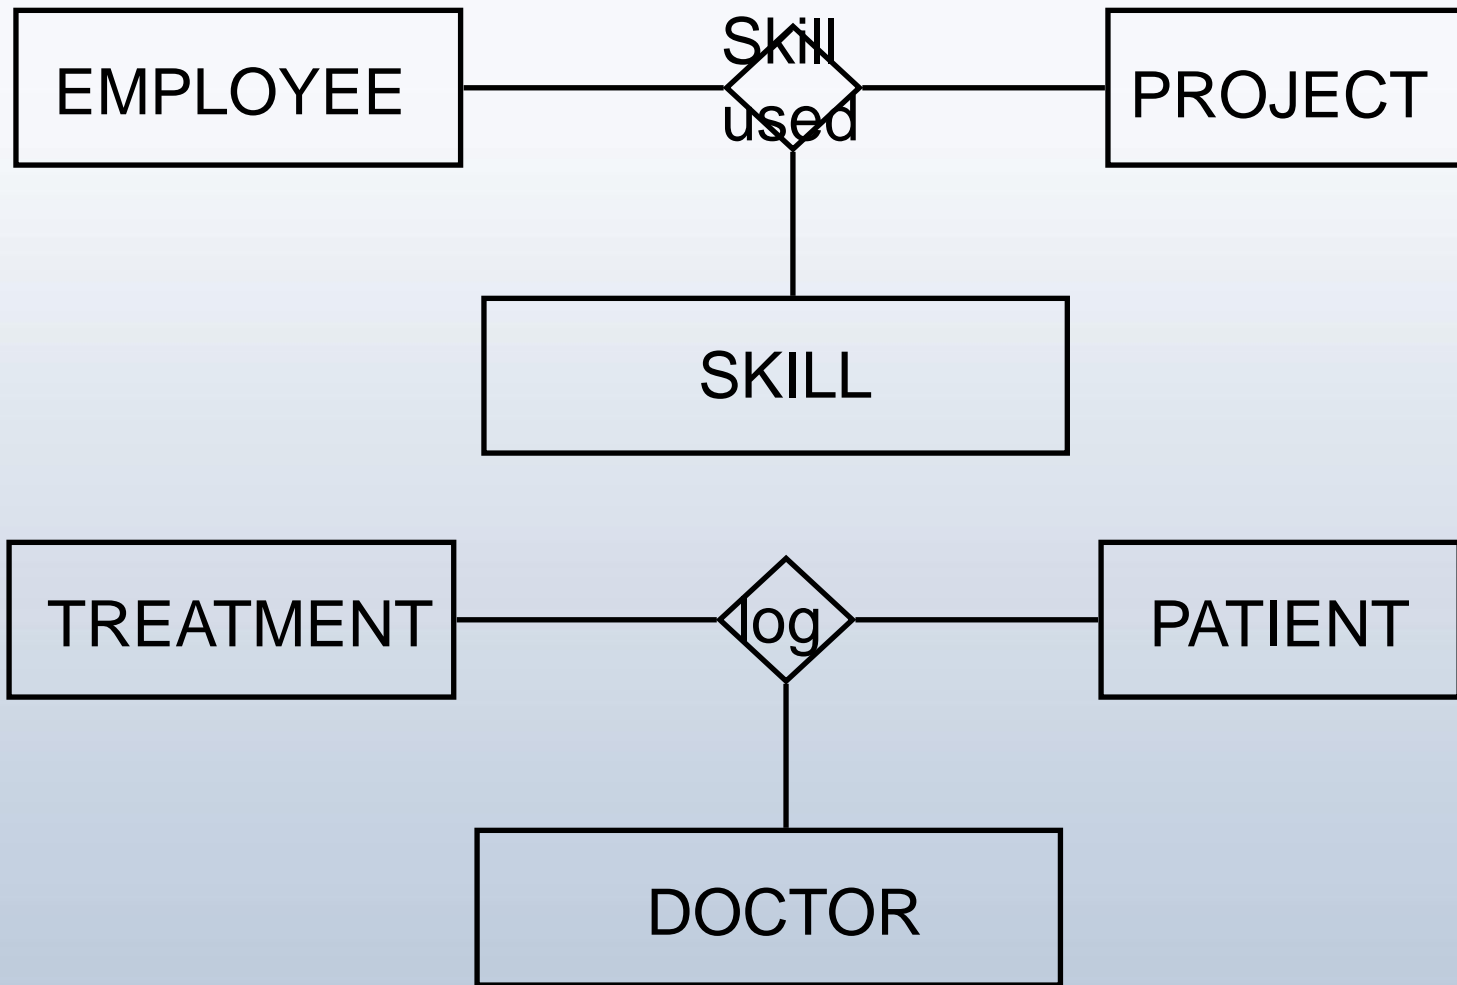 EMPLOYEE
Skill
used
PROJECT
SKILL
TREATMENT
log
PATIENT
DOCTOR